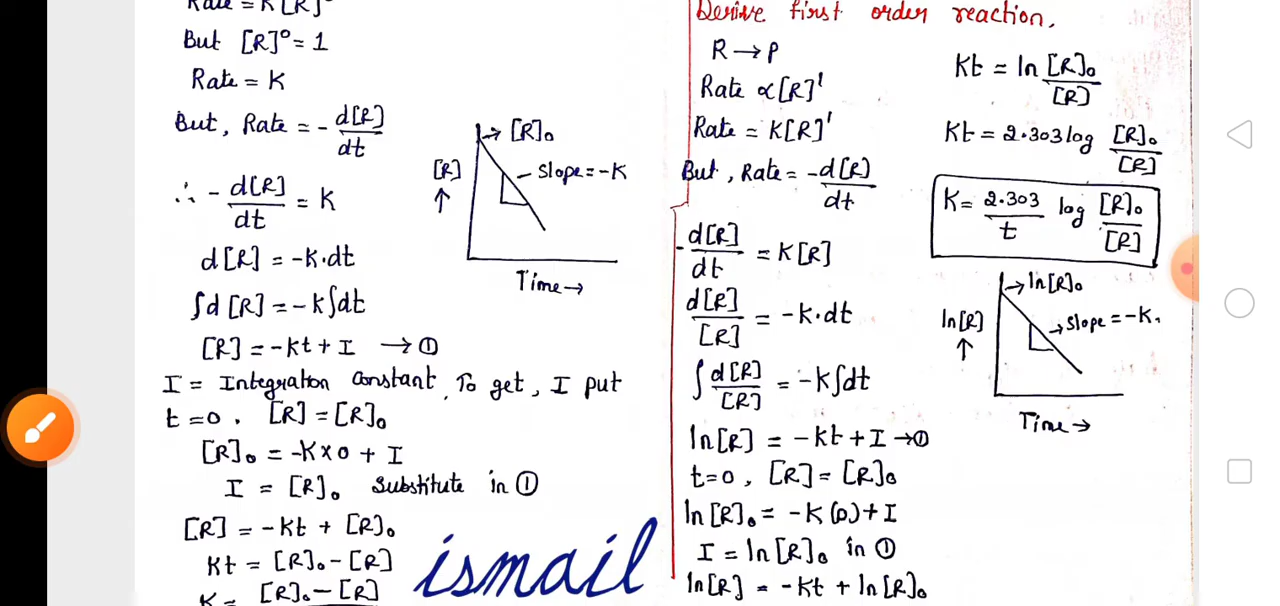 Rate = K[R]⁰
But [R]⁰ = 1
Rate = K
But, Rate = - d[R]/dt
∴ - d[R]/dt = K
d[R] = -K·dt
∫d[R] = -K∫dt
[R] = -Kt + I → ①
I = Integration Constant. To get, I put
t=0, [R] = [R]₀
[R]₀ = -K×0 + I
I = [R]₀ Substitute in ①
[R] = -Kt + [R]₀
Kt = [R]₀ - [R]
K = [R]₀ - [R]
→ [R]₀
[R]
↑
Slope = -K
Time →
ismail
Derive first order reaction.
R → P
Rate ∝ [R]¹
Rate = K[R]¹
But, Rate = -d[R]/dt
-d[R]/dt = K[R]
d[R]/[R] = -K·dt
∫ d[R]/[R] = -K∫dt
ln[R] = -Kt + I → ①
t=0, [R] = [R]₀
ln[R]₀ = -K(0) + I
I = ln[R]₀ in ①
ln[R] = -Kt + ln[R]₀
Kt = ln [R]₀/[R]
Kt = 2.303 log [R]₀/[R]
K = 2.303/t log [R]₀/[R]
→ ln[R]₀
ln[R]
↑
→ Slope = -K.
Time →